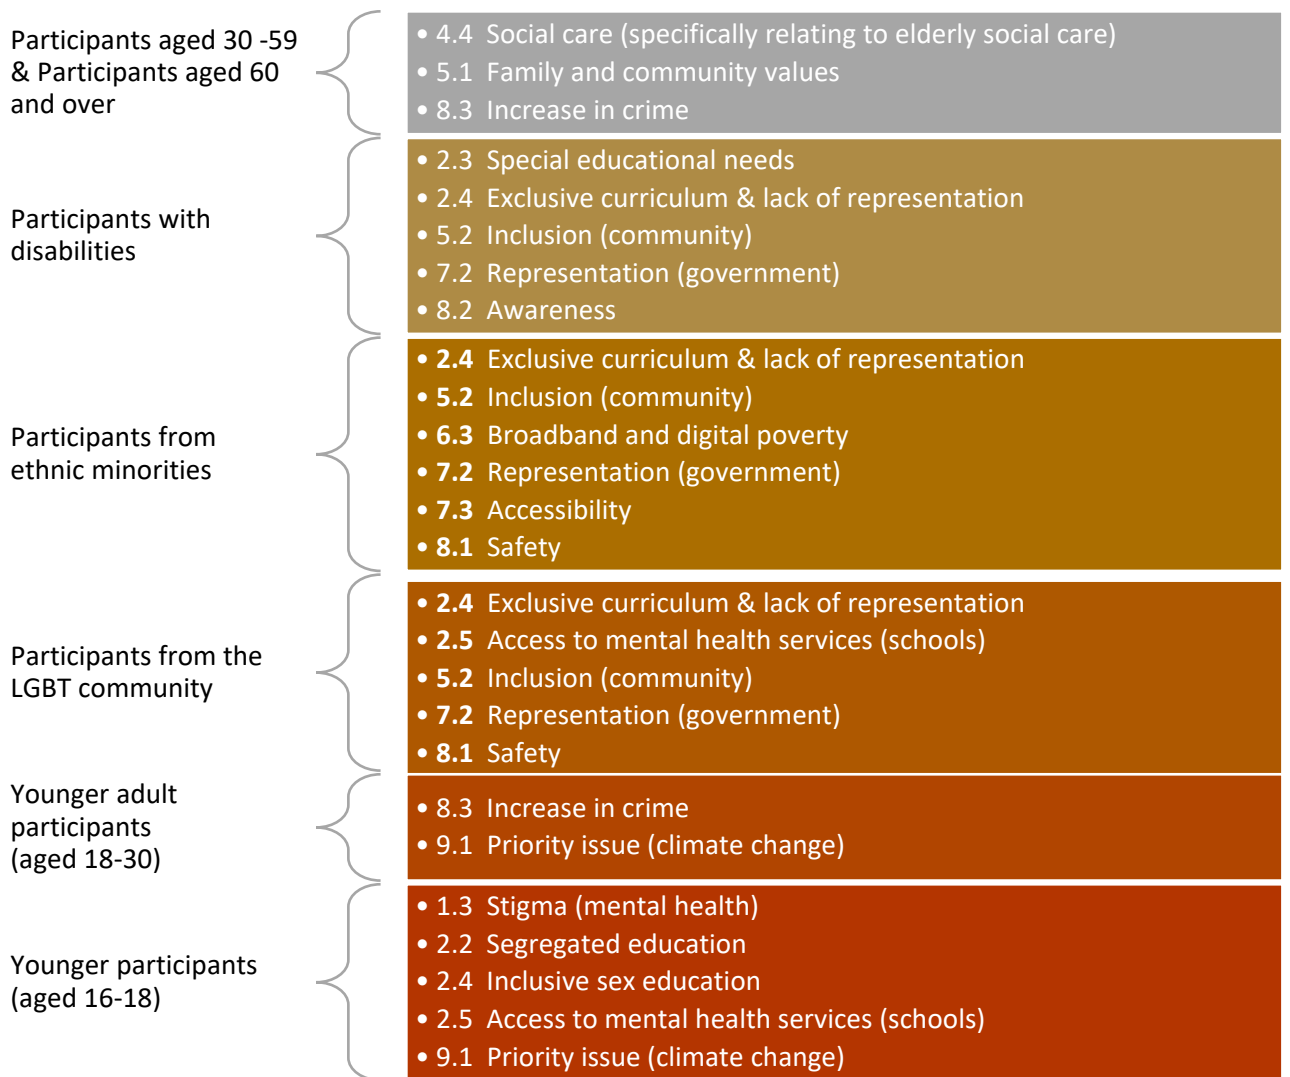 Participants aged 30 -59
& Participants aged 60
and over
• 4.4 Social care (specifically relating to elderly social care)
• 5.1 Family and community values
• 8.3 Increase in crime
Participants with
disabilities
• 2.3 Special educational needs
• 2.4 Exclusive curriculum & lack of representation
• 5.2 Inclusion (community)
• 7.2 Representation (government)
• 8.2 Awareness
Participants from
ethnic minorities
• 2.4 Exclusive curriculum & lack of representation
• 5.2 Inclusion (community)
• 6.3 Broadband and digital poverty
• 7.2 Representation (government)
• 7.3 Accessibility
• 8.1 Safety
Participants from the
LGBT community
• 2.4 Exclusive curriculum & lack of representation
• 2.5 Access to mental health services (schools)
• 5.2 Inclusion (community)
• 7.2 Representation (government)
• 8.1 Safety
Younger adult
participants
(aged 18-30)
• 8.3 Increase in crime
• 9.1 Priority issue (climate change)
Younger participants
(aged 16-18)
• 1.3 Stigma (mental health)
• 2.2 Segregated education
• 2.4 Inclusive sex education
• 2.5 Access to mental health services (schools)
• 9.1 Priority issue (climate change)